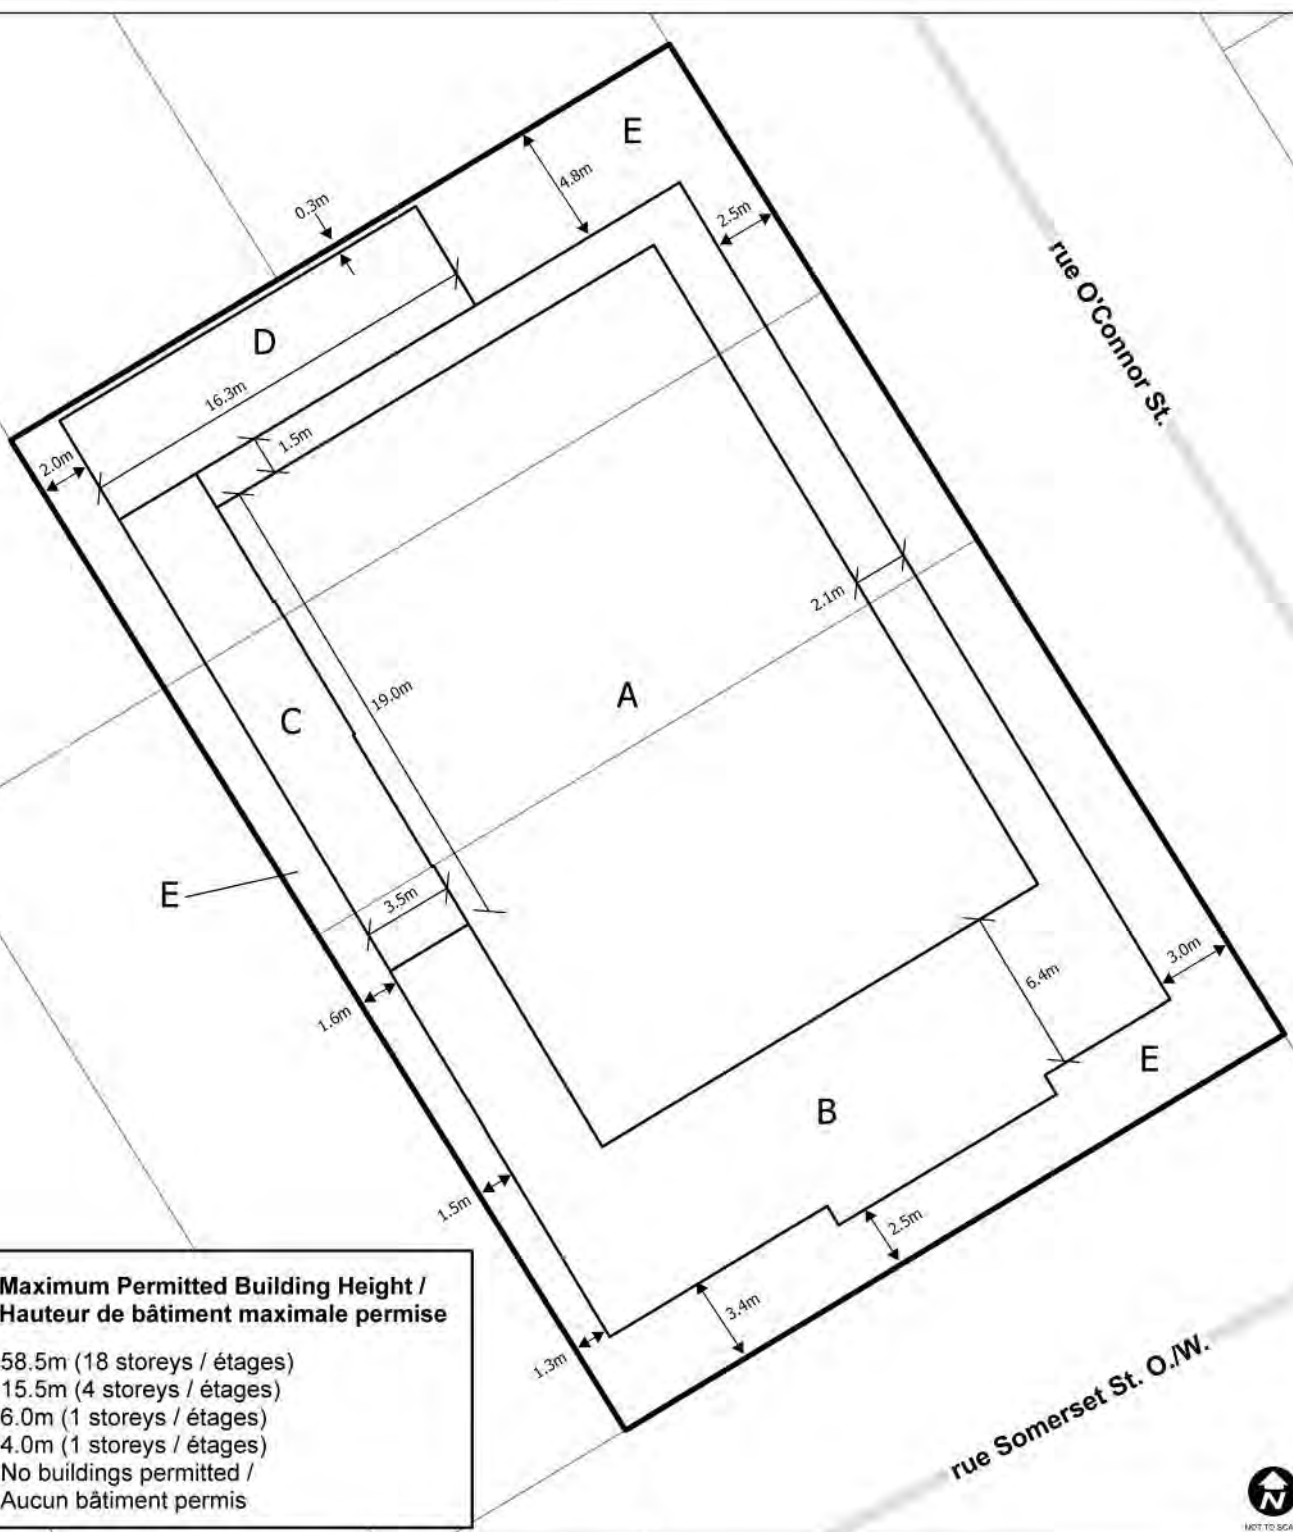 E
4.8m
0.3m
2.5m
rue O'Connor St.
D
16.3m
1.5m
2.0m
2.1m
19.0m
A
C
E
3.5m
3.0m
6.4m
1.6m
E
B
1.5m
2.5m
3.4m
1.3m
Maximum Permitted Building Height /
Hauteur de bâtiment maximale permise
58.5m (18 storeys / étages)
15.5m (4 storeys / étages)
6.0m (1 storeys / étages)
4.0m (1 storeys / étages)
No buildings permitted /
Aucun bâtiment permis
rue Somerset St. O./W.
N
NOT TO SCA